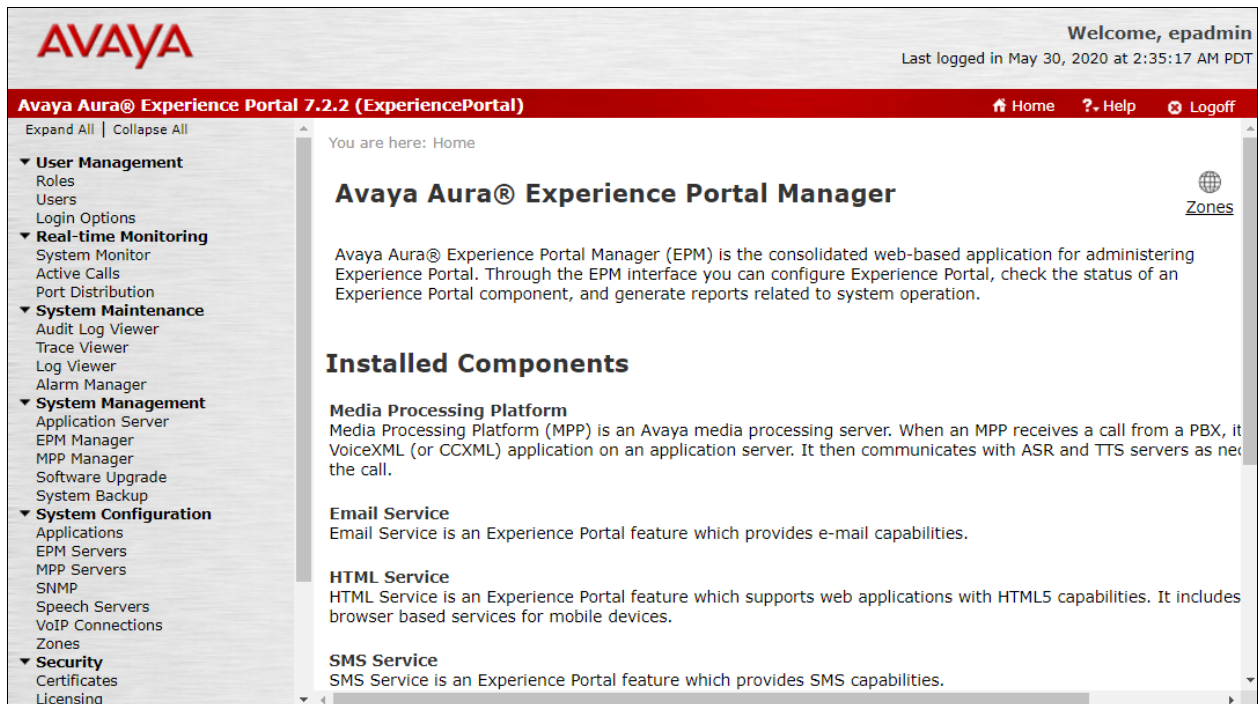 AVAYA
Welcome, epadmin
Last logged in May 30, 2020 at 2:35:17 AM PDT
Avaya Aura® Experience Portal 7.2.2 (ExperiencePortal)
Home ? Help Logoff
Expand All | Collapse All
User Management
Roles
Users
Login Options
Real-time Monitoring
System Monitor
Active Calls
Port Distribution
System Maintenance
Audit Log Viewer
Trace Viewer
Log Viewer
Alarm Manager
System Management
Application Server
EPM Manager
MPP Manager
Software Upgrade
System Backup
System Configuration
Applications
EPM Servers
MPP Servers
SNMP
Speech Servers
VoIP Connections
Zones
Security
Certificates
Licensing
You are here: Home
Avaya Aura® Experience Portal Manager
Zones
Avaya Aura® Experience Portal Manager (EPM) is the consolidated web-based application for administering
Experience Portal. Through the EPM interface you can configure Experience Portal, check the status of an
Experience Portal component, and generate reports related to system operation.
Installed Components
Media Processing Platform
Media Processing Platform (MPP) is an Avaya media processing server. When an MPP receives a call from a PBX, it
VoiceXML (or CCXML) application on an application server. It then communicates with ASR and TTS servers as
the call.
Email Service
Email Service is an Experience Portal feature which provides e-mail capabilities.
HTML Service
HTML Service is an Experience Portal feature which supports web applications with HTML5 capabilities. It includes
browser based services for mobile devices.
SMS Service
SMS Service is an Experience Portal feature which provides SMS capabilities.